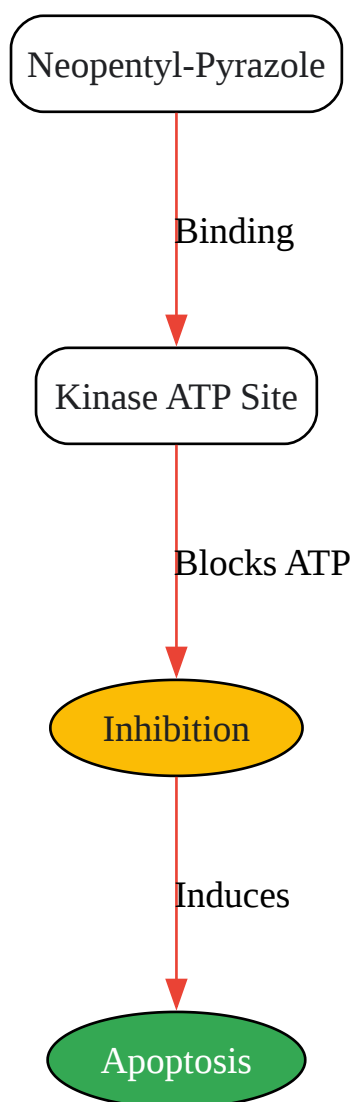 Neopentyl-Pyrazole
Binding
Kinase ATP Site
Blocks ATP
Inhibition
Induces
Apoptosis